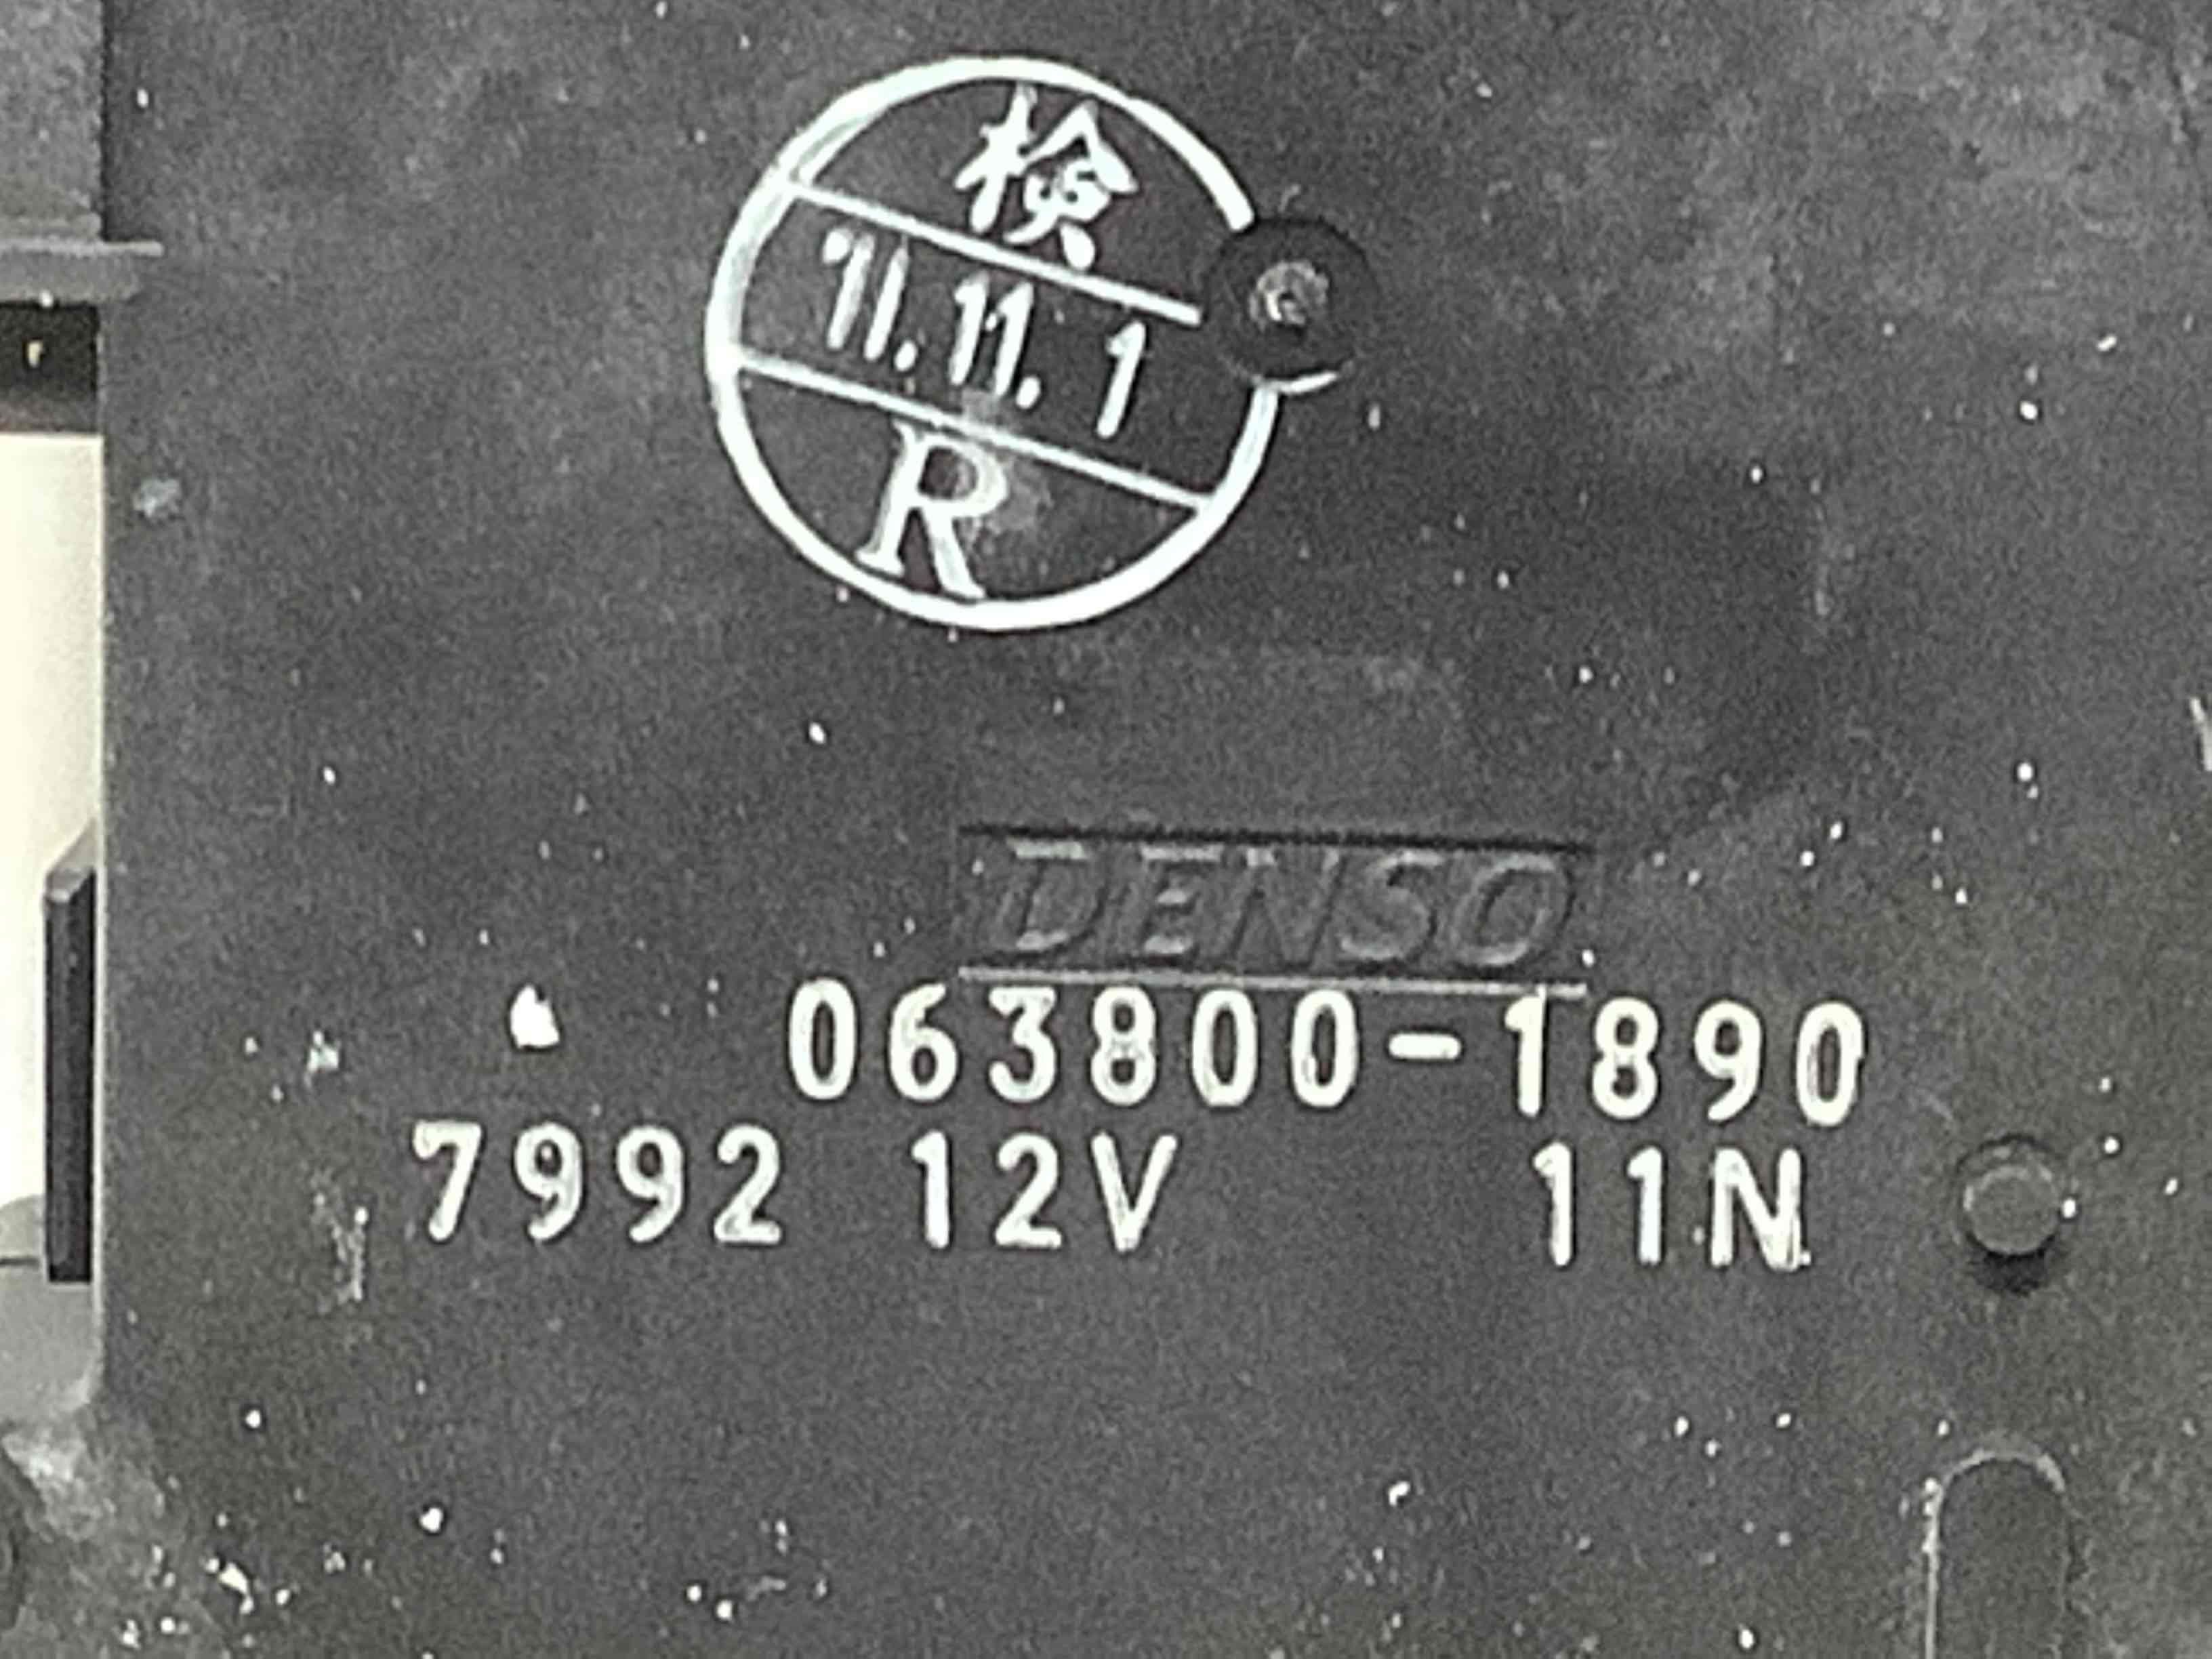 検
'11.11. 1
R
DENSO
063800-1890
7992 12V 11N